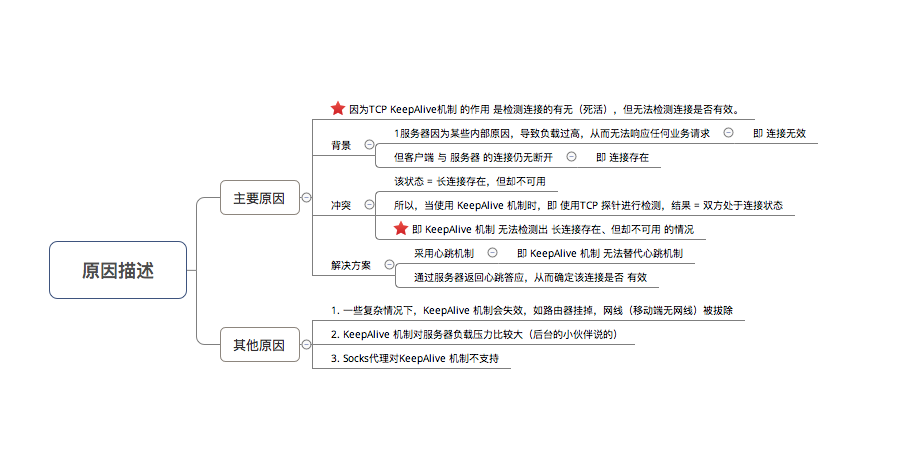 原因描述
主要原因
因为TCP KeepAlive机制 的作用 是检测连接的有无（死活），但无法检测连接是否有效。
背景
1服务器因为某些内部原因，导致负载过高，从而无法响应任何业务请求
即 连接无效
但客户端 与 服务器 的连接仍无断开
即 连接存在
冲突
该状态 = 长连接存在，但却不可用
所以，当使用 KeepAlive 机制时，即 使用TCP 探针进行检测，结果 = 双方处于连接状态
即 KeepAlive 机制 无法检测出 长连接存在、但却不可用 的情况
解决方案
采用心跳机制
即 KeepAlive 机制 无法替代心跳机制
通过服务器返回心跳答应，从而确定该连接是否 有效
其他原因
1. 一些复杂情况下，KeepAlive 机制会失效，如路由器挂掉，网线（移动端无网线）被拔除
2. KeepAlive 机制对服务器负载压力比较大（后台的小伙伴说的）
3. Socks代理对KeepAlive 机制不支持